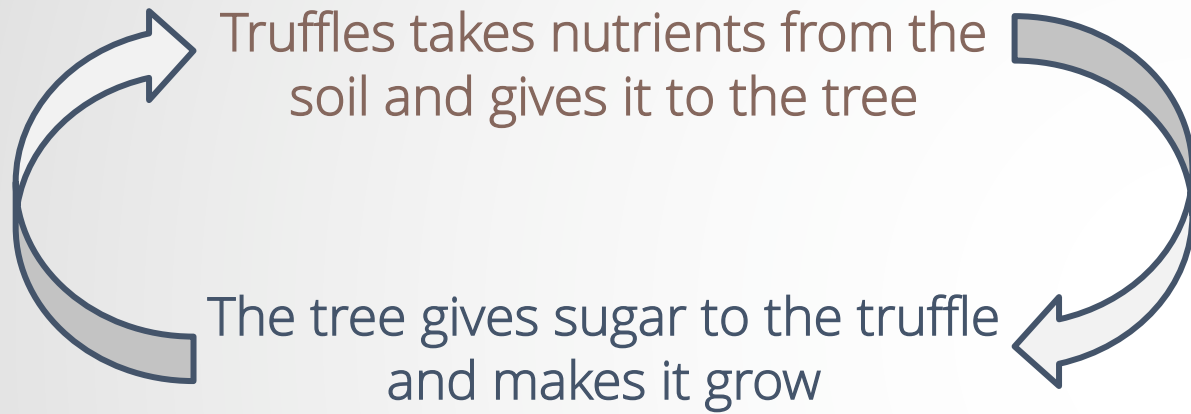 Truffles takes nutrients from the
soil and gives it to the tree
The tree gives sugar to the truffle
and makes it grow